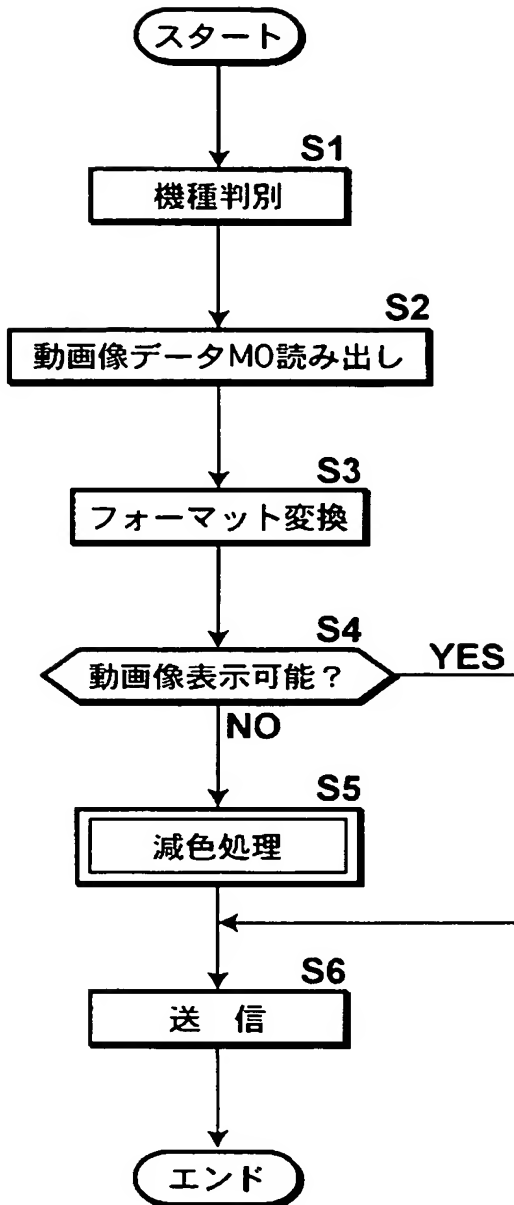 スタート
S1
機種判別
S2
動画像データM0読み出し
S3
フォーマット変換
S4
動画像表示可能?
YES
NO
S5
減色処理
S6
送 信
エンド